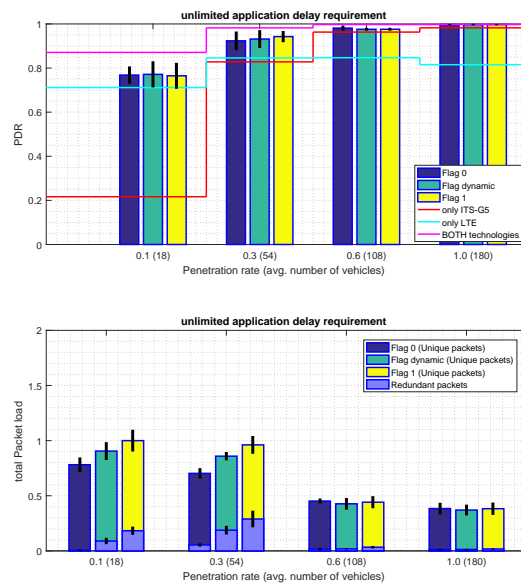 unlimited application delay requirement
1
0.8
0.6
0.4
0.2
0
PDR
Flag 0
Flag dynamic
Flag 1
only ITS-G5
only LTE
BOTH technologies
0.1 (18) 0.3 (54) 0.6 (108) 1.0 (180)
Penetration rate (avg. number of vehicles)
unlimited application delay requirement
2
1.5
1
0.5
0
total Packet load
Flag 0 (Unique packets)
Flag dynamic (Unique packets)
Flag 1 (Unique packets)
Redundant packets
0.1 (18) 0.3 (54) 0.6 (108) 1.0 (180)
Penetration rate (avg. number of vehicles)